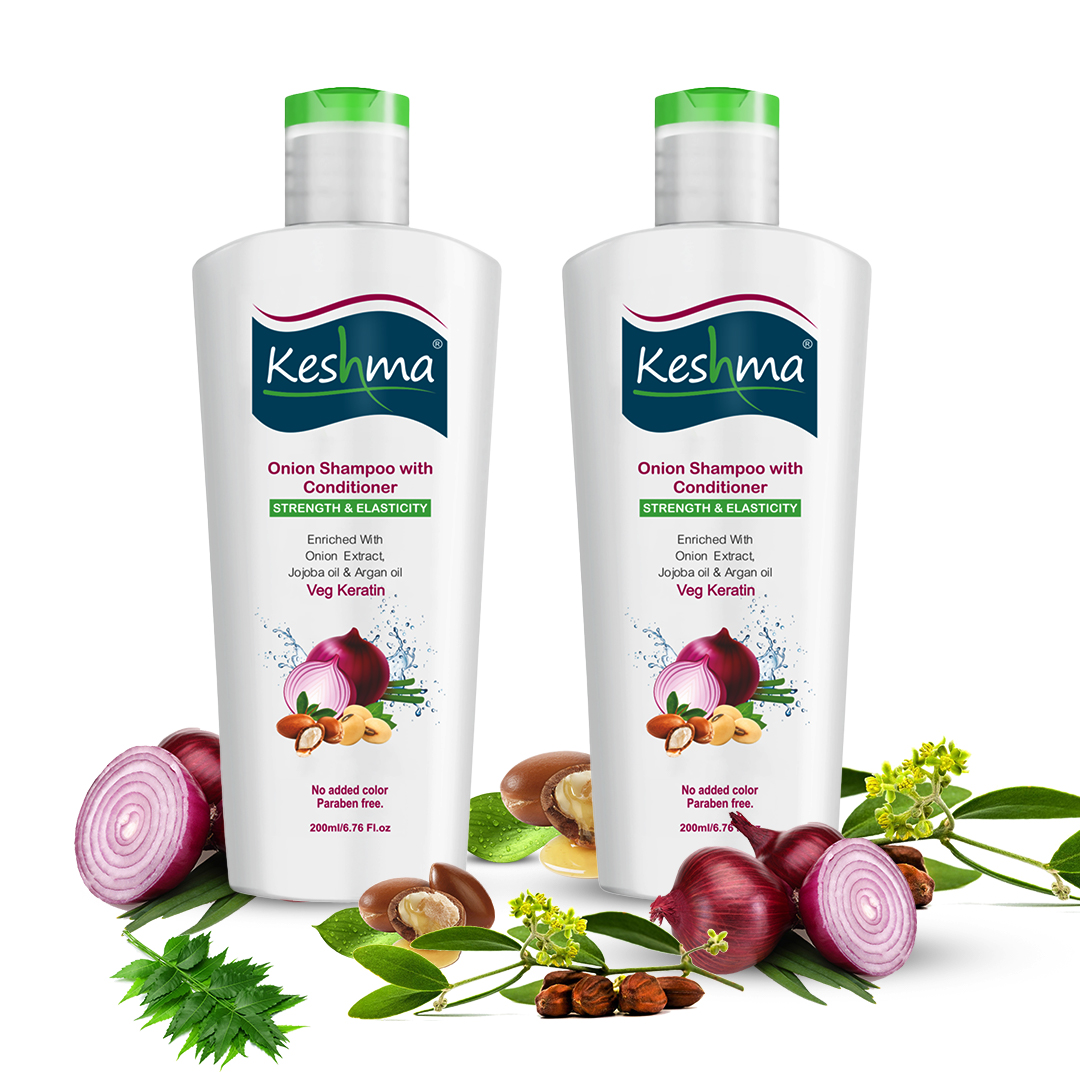 Keshma®
Onion Shampoo with
Conditioner
STRENGTH & ELASTICITY
Enriched With
Onion Extract,
Jojoba oil & Argan oil
Veg Keratin
No added color
Paraben free.
200ml/6.76 Fl.oz
Keshma®
Onion Shampoo with
Conditioner
STRENGTH & ELASTICITY
Enriched With
Onion Extract,
Jojoba oil & Argan oil
Veg Keratin
No added color
Paraben free.
200ml/6.76